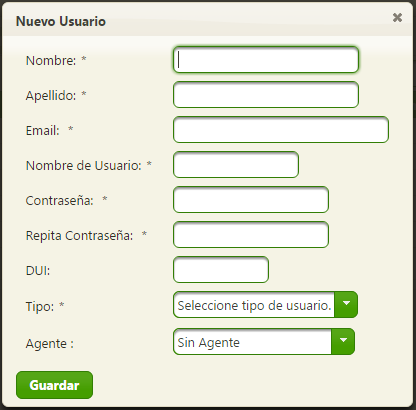 Nuevo Usuario
Nombre: *
Apellido: *
Email: *
Nombre de Usuario: *
Contraseña: *
Repita Contraseña: *
DUI:
Tipo: * Seleccione tipo de usuario.
Agente : Sin Agente
Guardar